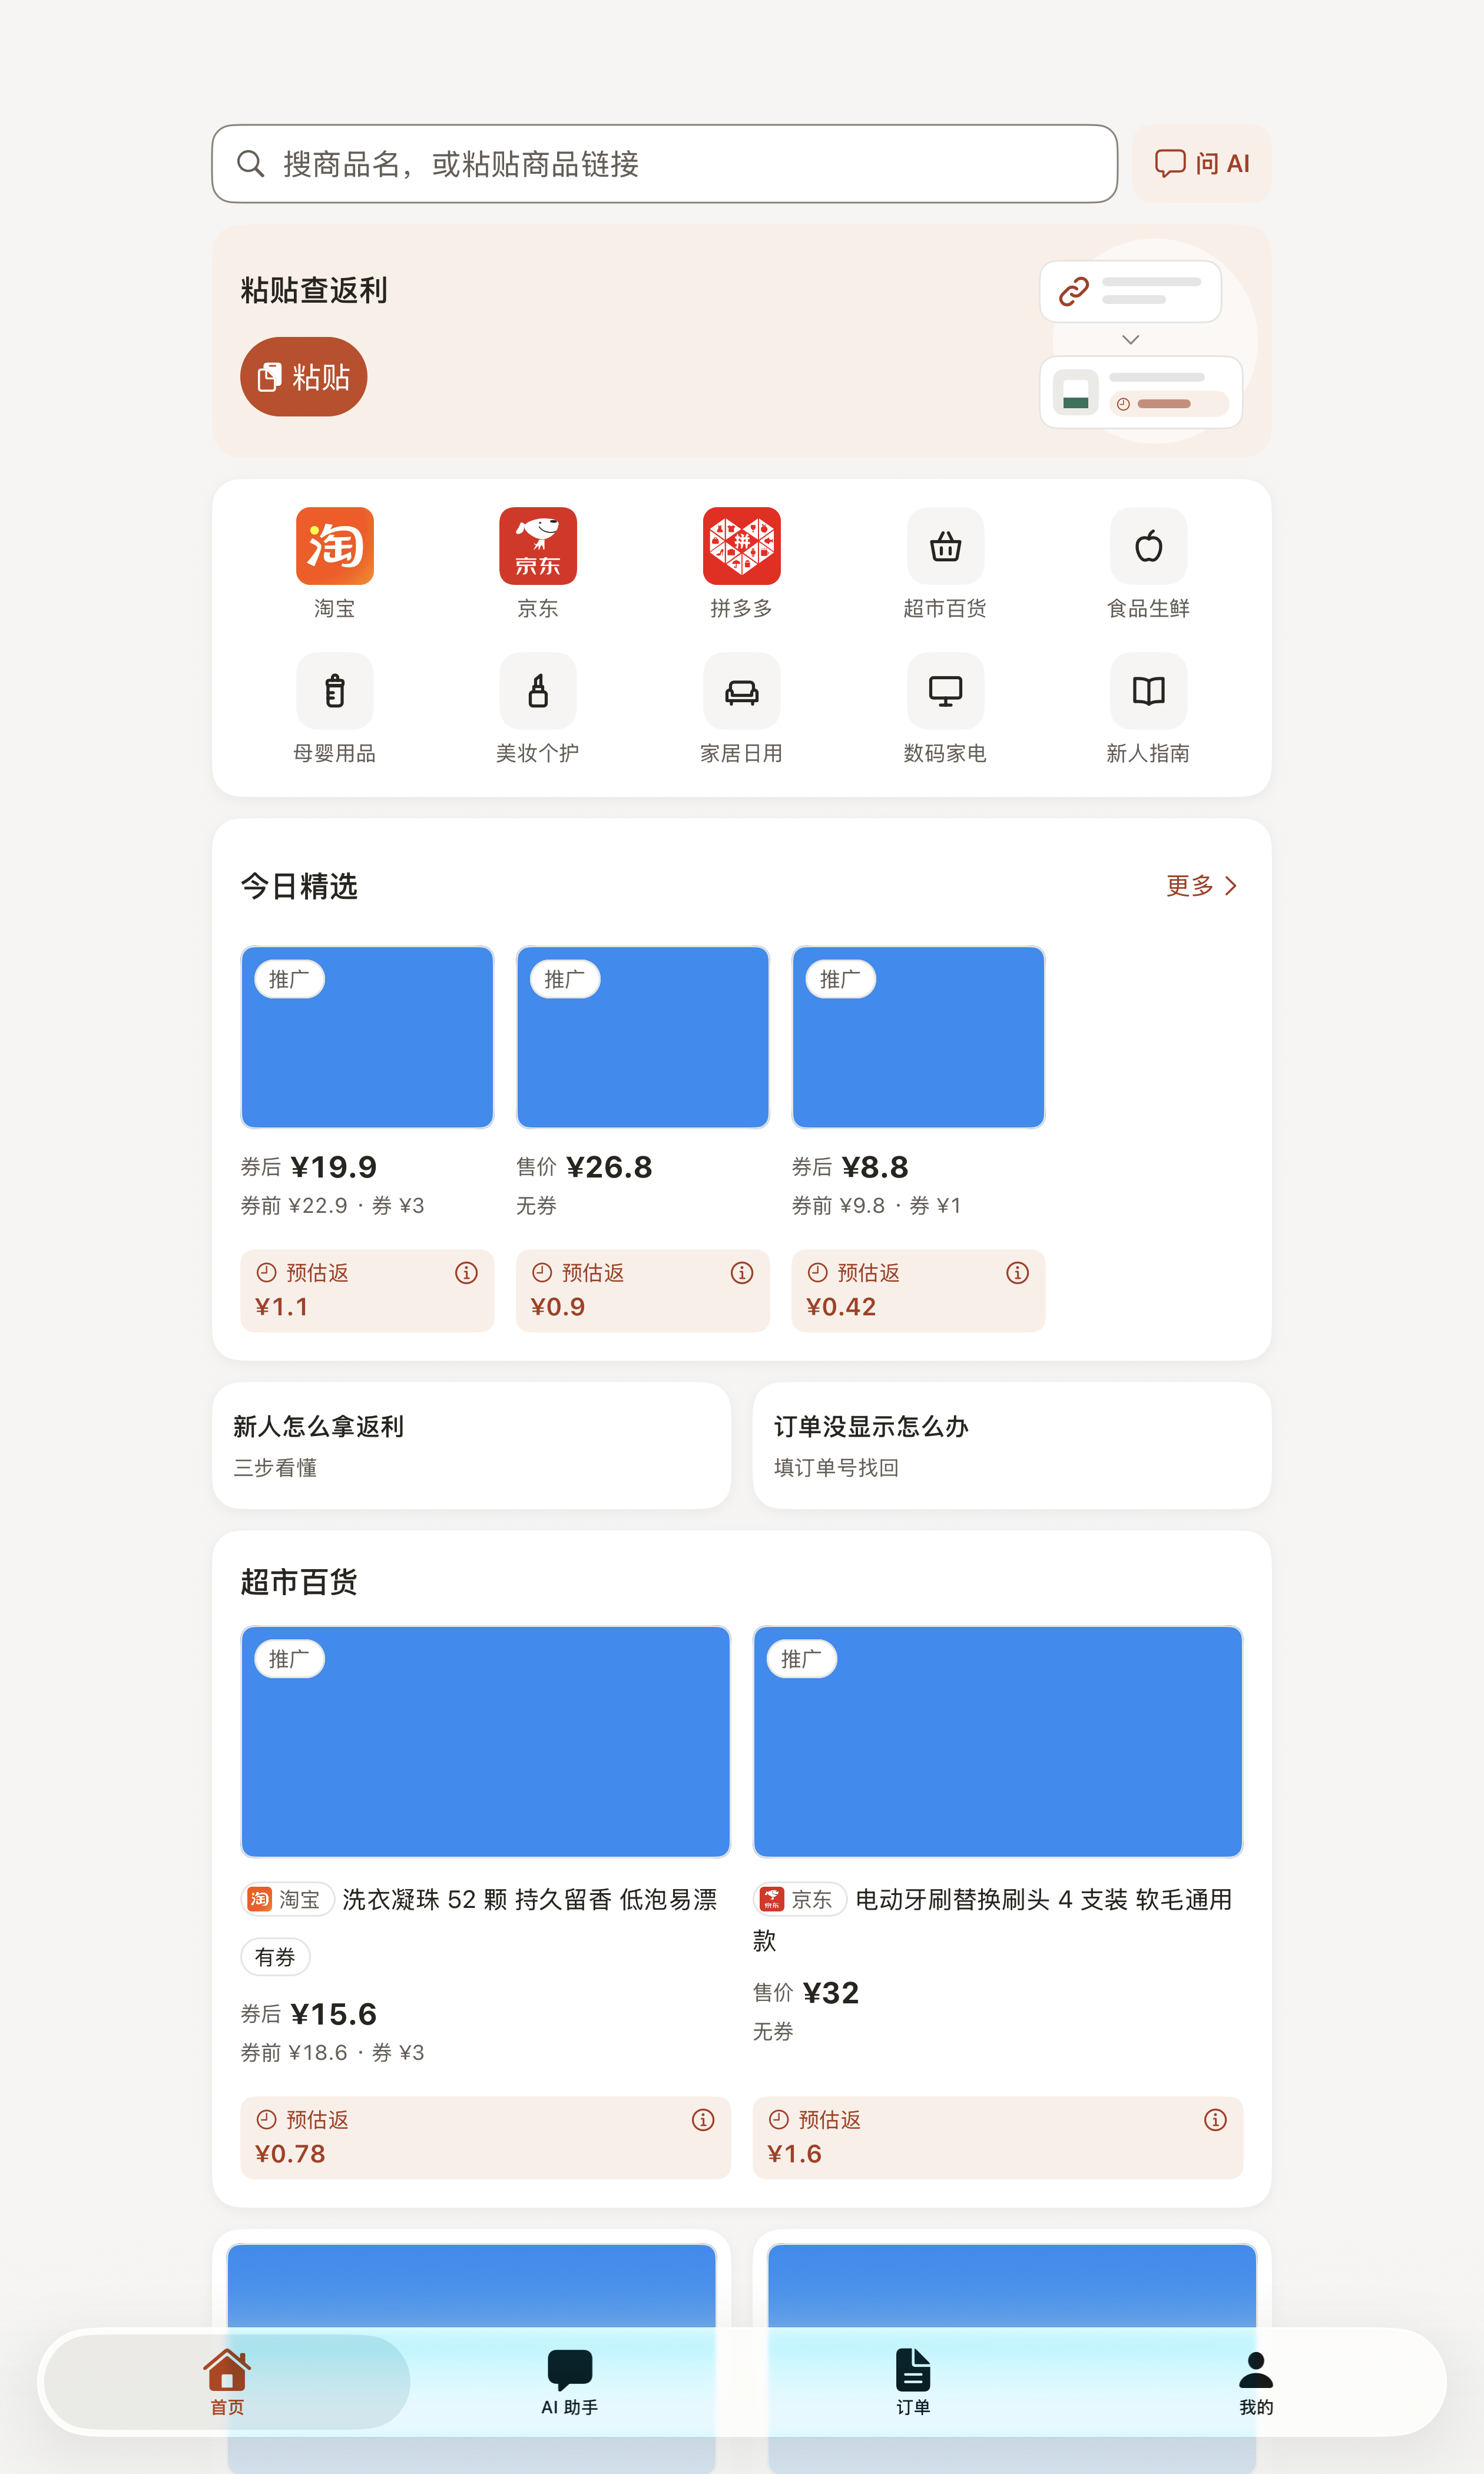 搜商品名，或粘贴商品链接
问 AI
粘贴查返利
粘贴
淘
京东
拼
淘宝
京东
拼多多
超市百货
食品生鲜
母婴用品
美妆个护
家居日用
数码家电
新人指南
今日精选
更多
推广
推广
推广
券后 ¥19.9
券前 ¥22.9 · 券 ¥3
售价 ¥26.8
无券
券后 ¥8.8
券前 ¥9.8 · 券 ¥1
预估返
¥1.1
预估返
¥0.9
预估返
¥0.42
新人怎么拿返利
三步看懂
订单没显示怎么办
填订单号找回
超市百货
推广
推广
淘 淘宝 洗衣凝珠 52 颗 持久留香 低泡易漂
有券
券后 ¥15.6
券前 ¥18.6 · 券 ¥3
京东 京东 电动牙刷替换刷头 4 支装 软毛通用
款
售价 ¥32
无券
预估返
¥0.78
预估返
¥1.6
首页
AI 助手
订单
我的